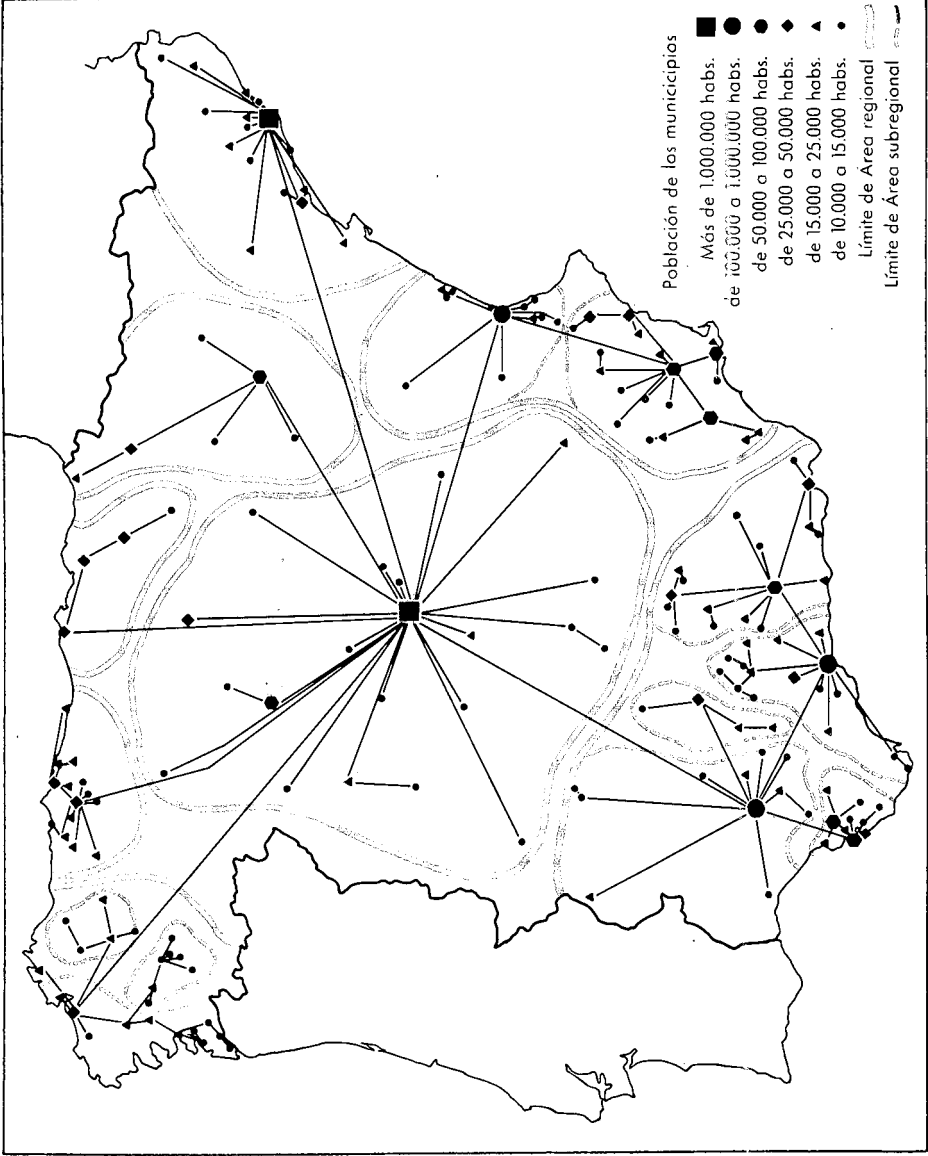 Población de los municicipios
Más de 1.000.000 habs.
de 100.000 a 1.000.000 habs.
de 50.000 a 100.000 habs.
de 25.000 a 50.000 habs.
de 15.000 a 25.000 habs.
de 10.000 a 15.000 habs.
Límite de Área regional
Límite de Área subregional